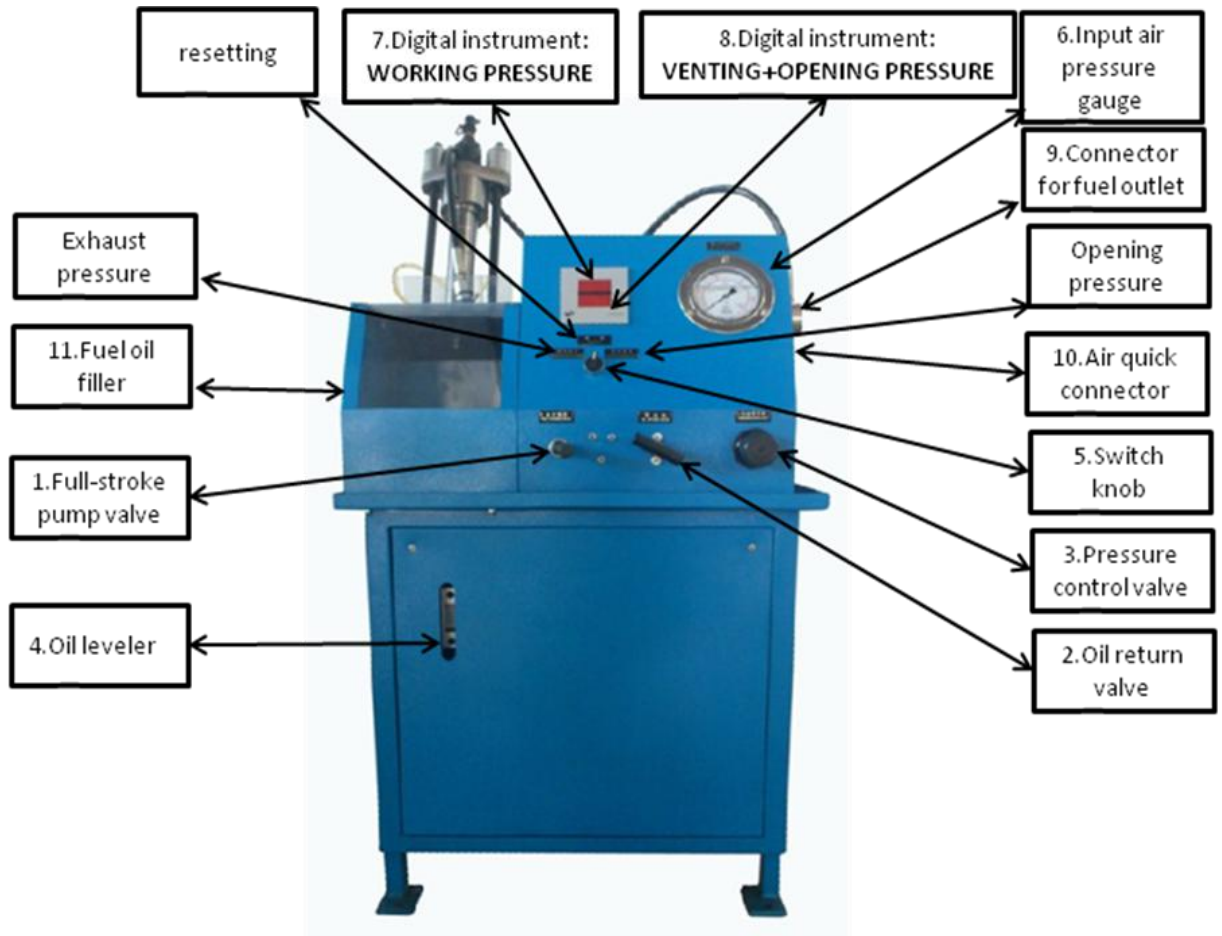 resetting
7.Digital instrument:
WORKING PRESSURE
8.Digital instrument:
VENTING+OPENING PRESSURE
6.Input air
pressure
gauge
9.Connector
for fuel outlet
Exhaust
pressure
Opening
pressure
11.Fuel oil
filler
10.Air quick
connector
1.Full-stroke
pump valve
5.Switch
knob
3.Pressure
control valve
4.Oil leveler
2.Oil return
valve